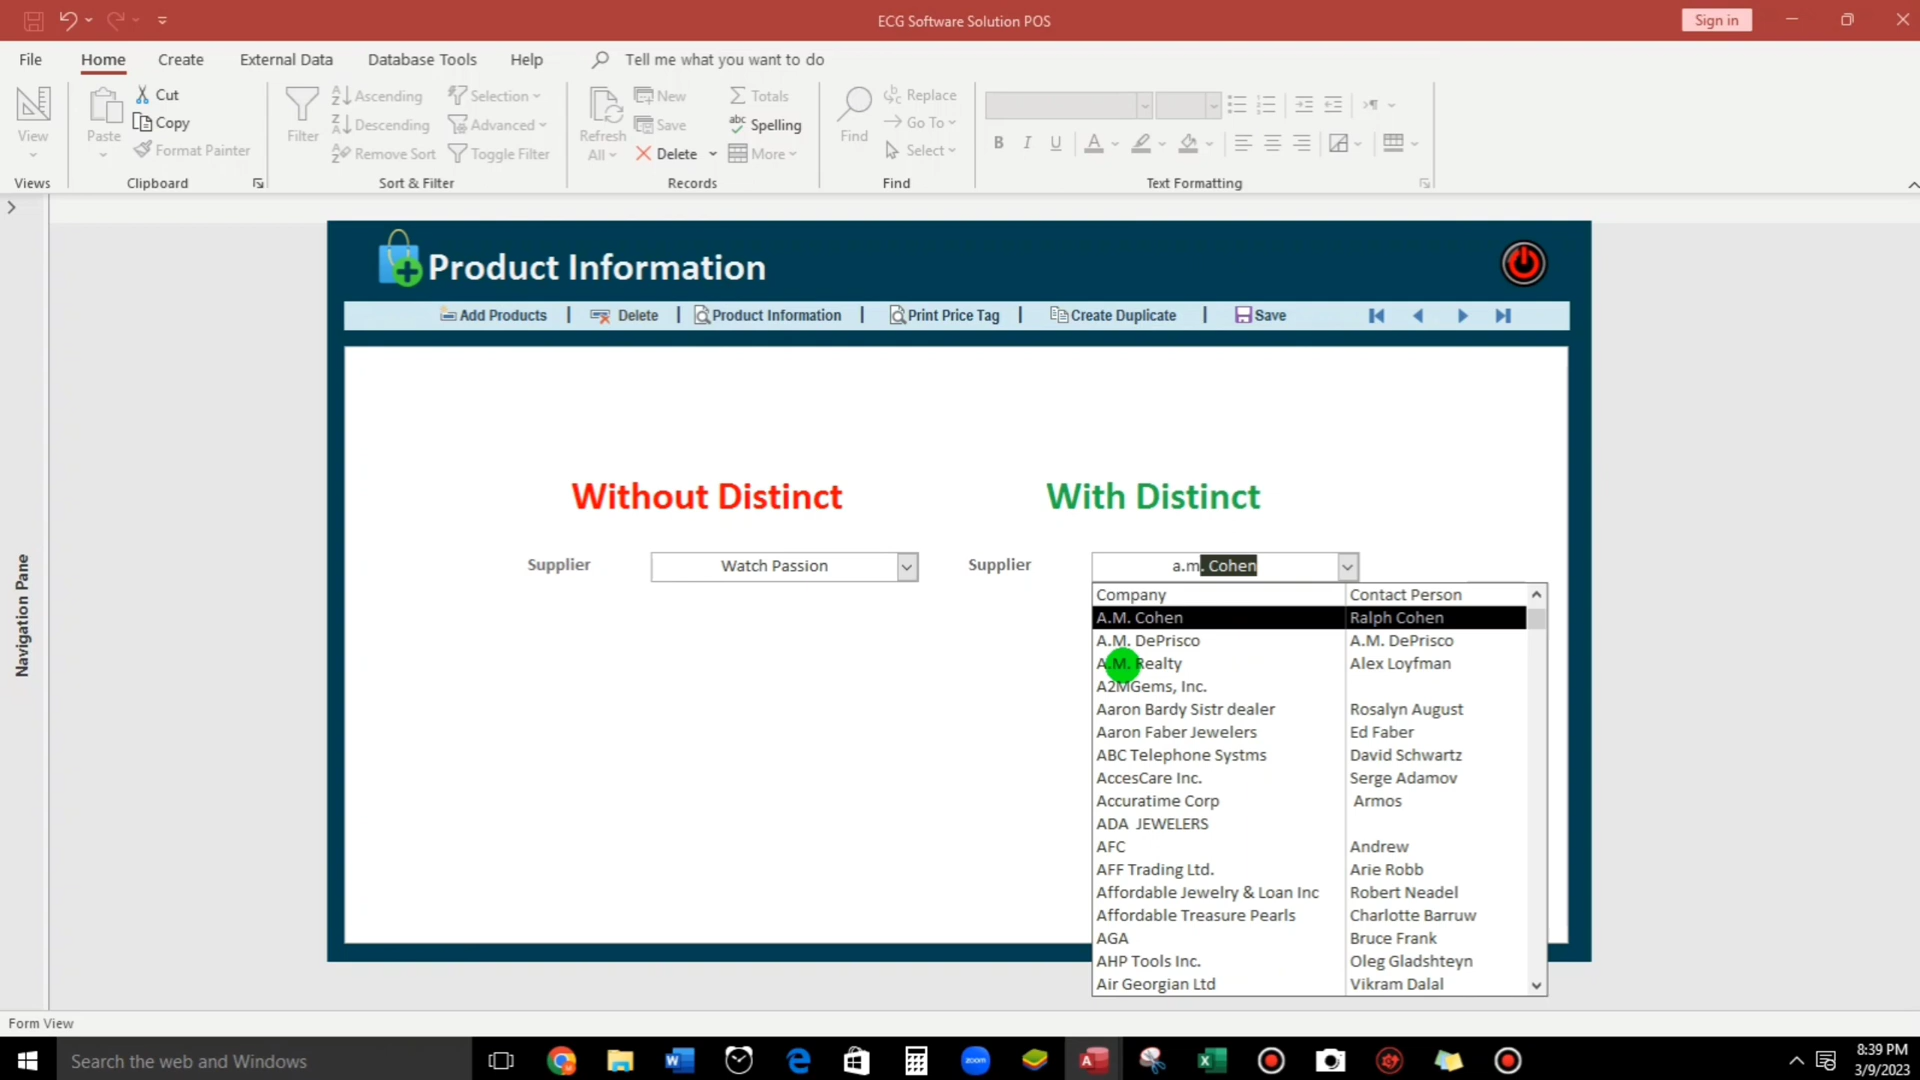 ECG Software Solution POS
Sign in
File Home Create External Data Database Tools Help Tell me what you want to do
View
Views
Paste
Cut
Copy
Format Painter
Clipboard
Filter
Ascending
Descending
Remove Sort
Selection
Advanced
Toggle Filter
Sort & Filter
Refresh
All
New
Save
Delete
Totals
Spelling
More
Records
Find
Replace
Go To
Select
Find
B I U A
Text Formatting
Navigation Pane
Product Information
Add Products | Delete | Product Information | Print Price Tag | Create Duplicate | Save
Without Distinct
With Distinct
Supplier Watch Passion
Supplier a.m. Cohen
Company Contact Person
A.M. Cohen Ralph Cohen
A.M. DePrisco A.M. DePrisco
A.M. Realty Alex Loyfman
A2MGems, Inc.
Aaron Bardy Sistr dealer Rosalyn August
Aaron Faber Jewelers Ed Faber
ABC Telephone Systms David Schwartz
AccesCare Inc. Serge Adamov
Accuratime Corp Armos
ADA JEWELERS
AFC Andrew
AFF Trading Ltd. Arie Robb
Affordable Jewelry & Loan Inc Robert Neadel
Affordable Treasure Pearls Charlotte Barruw
AGA Bruce Frank
AHP Tools Inc. Oleg Gladshteyn
Air Georgian Ltd Vikram Dalal
Form View
Search the web and Windows
zoom
8:39 PM
3/9/2023